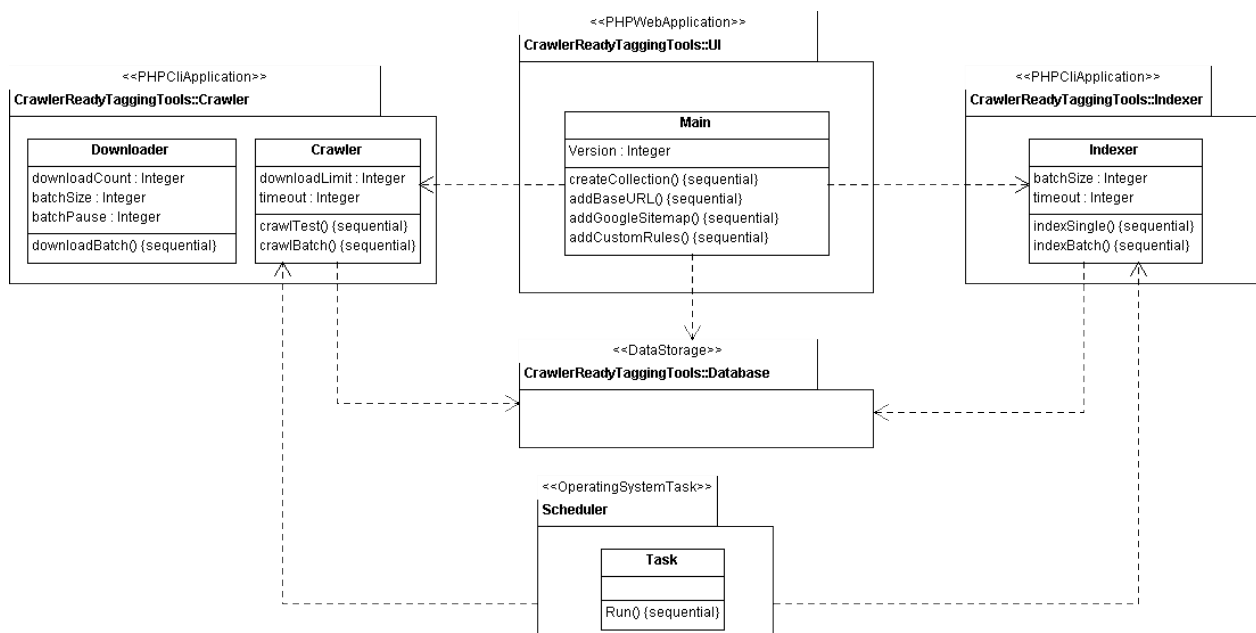 <<PHPWebApplication>>
CrawlerReadyTaggingTools::UI
<<PHPCliApplication>>
CrawlerReadyTaggingTools::Crawler
<<PHPCliApplication>>
CrawlerReadyTaggingTools::Indexer
Downloader
downloadCount : Integer
batchSize : Integer
batchPause : Integer
downloadBatch() {sequential}
Crawler
downloadLimit : Integer
timeout : Integer
crawlTest() {sequential}
crawlBatch() {sequential}
Main
Version : Integer
createCollection() {sequential}
addBaseURL() {sequential}
addGoogleSitemap() {sequential}
addCustomRules() {sequential}
Indexer
batchSize : Integer
timeout : Integer
indexSingle() {sequential}
indexBatch() {sequential}
<<DataStorage>>
CrawlerReadyTaggingTools::Database
<<OperatingSystemTask>>
Scheduler
Task
Run() {sequential}